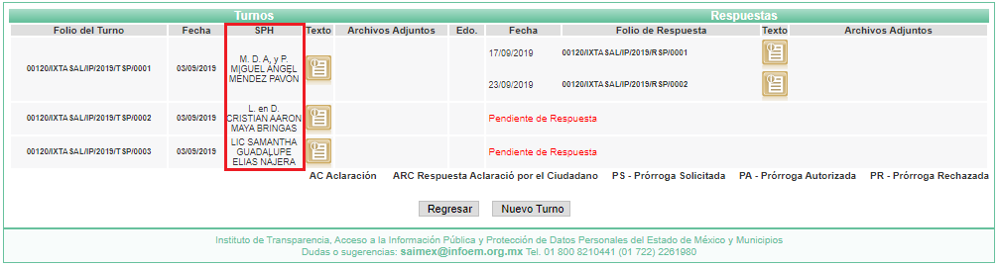 Turnos Respuestas
Folio del Turno Fecha SPH Texto Archivos Adjuntos Edo. Fecha Folio de Respuesta Texto Archivos Adjuntos
00120/IXTASAL/IP/2019/TSP/0001 03/09/2019
M. D. A, y P.
MIGUEL ANGEL
MÉNDEZ PAVÓN
17/09/2019 00120/IXTASAL/IP/2019/RSP/0001
23/09/2019 00120/IXTASAL/IP/2019/RSP/0002
00120/IXTASAL/IP/2019/TSP/0002 03/09/2019
L. en D.
CRISTIAN AARON
MAYA BRINGAS
Pendiente de Respuesta
00120/IXTASAL/IP/2019/TSP/0003 03/09/2019
LIC SAMANTHA
GUADALUPE
ELIAS NÁJERA
Pendiente de Respuesta
AC Aclaración ARC Respuesta Aclaració por el Ciudadano PS - Prórroga Solicitada PA - Prórroga Autorizada PR - Prórroga Rechazada
Regresar Nuevo Turno
Instituto de Transparencia, Acceso a la Información Pública y Protección de Datos Personales del Estado de México y Municipios
Dudas o sugerencias: saimex@infoem.org.mx Tel. 01 800 8210441 (01 722) 2261980